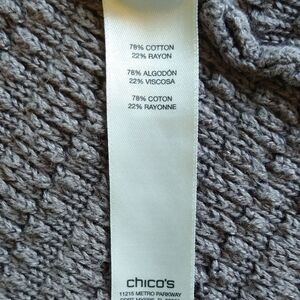 78% COTTON
22% RAYON
78% ALGODÓN
22% VISCOSA
78% COTON
22% RAYONNE
chico's
11215 METRO PARKWAY